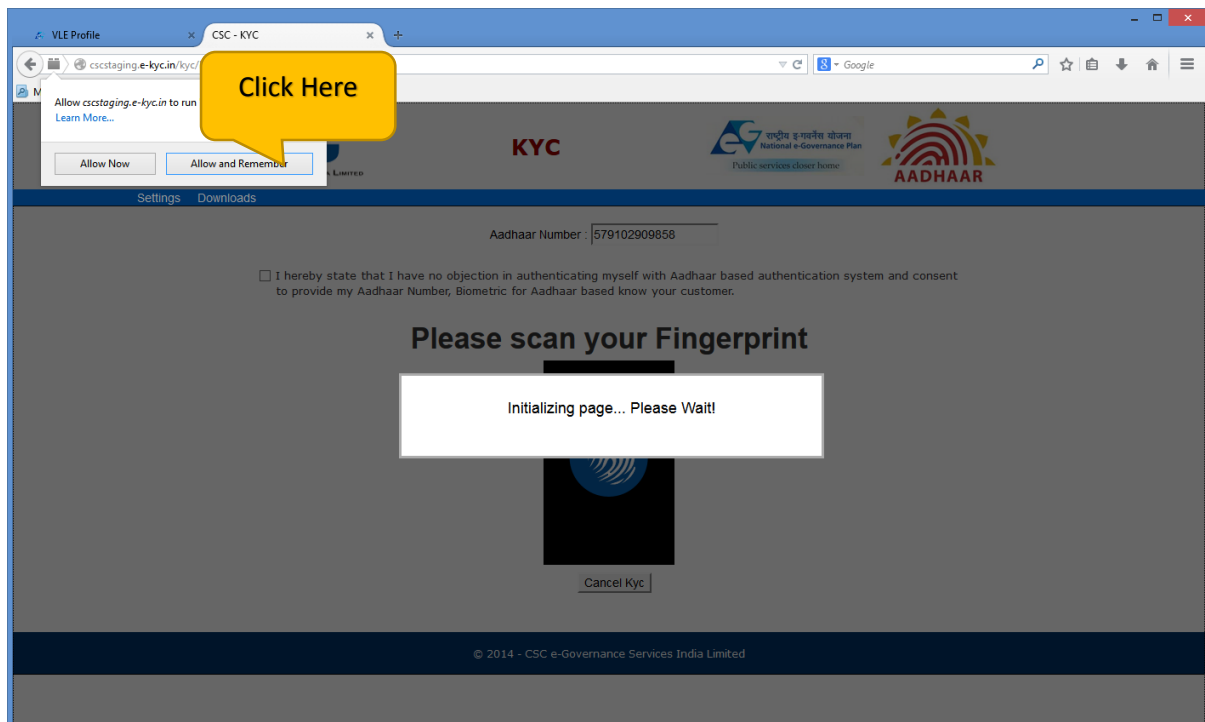 VLE Profile
CSC - KYC
cscstaging.e-kyc.in/kyc/
Google
Click Here
Allow cscstaging.e-kyc.in to run
Learn More...
Allow Now
Allow and Remember
LIMITED
KYC
राष्ट्रीय ई-गवर्नेंस योजना
National e-Governance Plan
Public services closer home
AADHAAR
Settings Downloads
Aadhaar Number : 579102909858
I hereby state that I have no objection in authenticating myself with Aadhaar based authentication system and consent
to provide my Aadhaar Number, Biometric for Aadhaar based know your customer.
Please scan your Fingerprint
Initializing page... Please Wait!
Cancel Kyc
© 2014 - CSC e-Governance Services India Limited